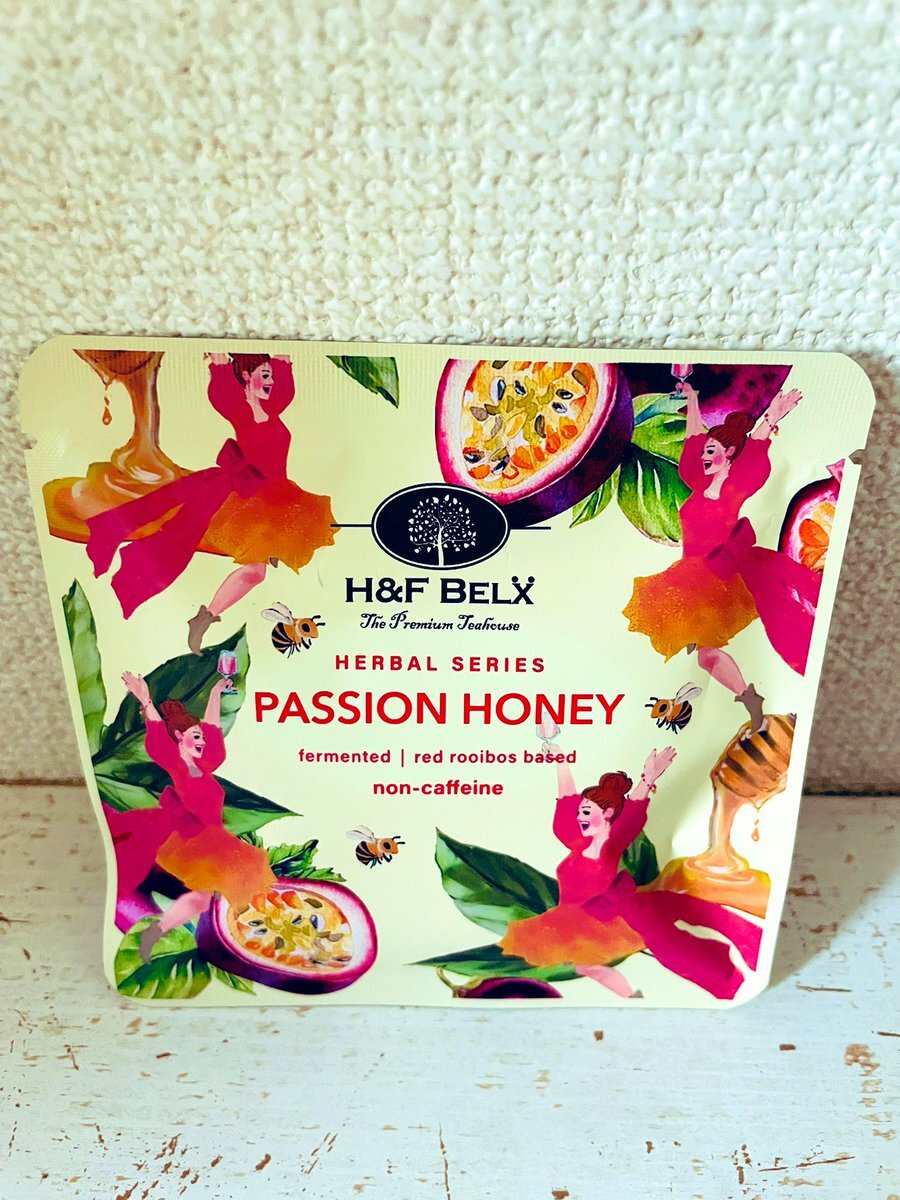 H&F BELX
The Premium Teahouse
HERBAL SERIES
PASSION HONEY
fermented | red rooibos based
non-caffeine